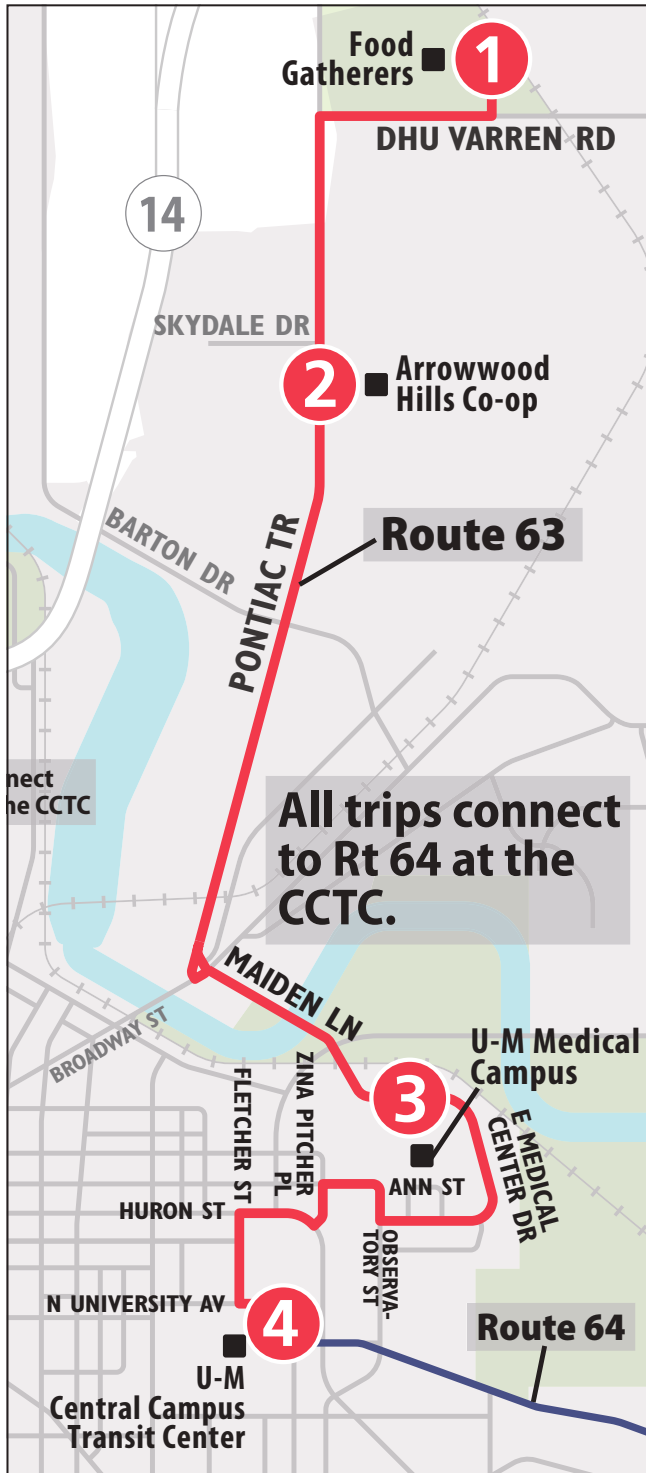 Food
Gatherers
1
DHU VARREN RD
14
SKYDALE DR
2
Arrowwood
Hills Co-op
BARTON DR
PONTIAC TR
Route 63
nnect
he CCTC
All trips connect
to Rt 64 at the
CCTC.
MAIDEN LN
BROADWAY ST
U-M Medical
Campus
3
FLETCHER ST
ZINA PITCHER
PL
E MEDICAL
CENTER DR
ANN ST
HURON ST
OBSERVA-
TORY ST
N UNIVERSITY AV
4
Route 64
U-M
Central Campus
Transit Center